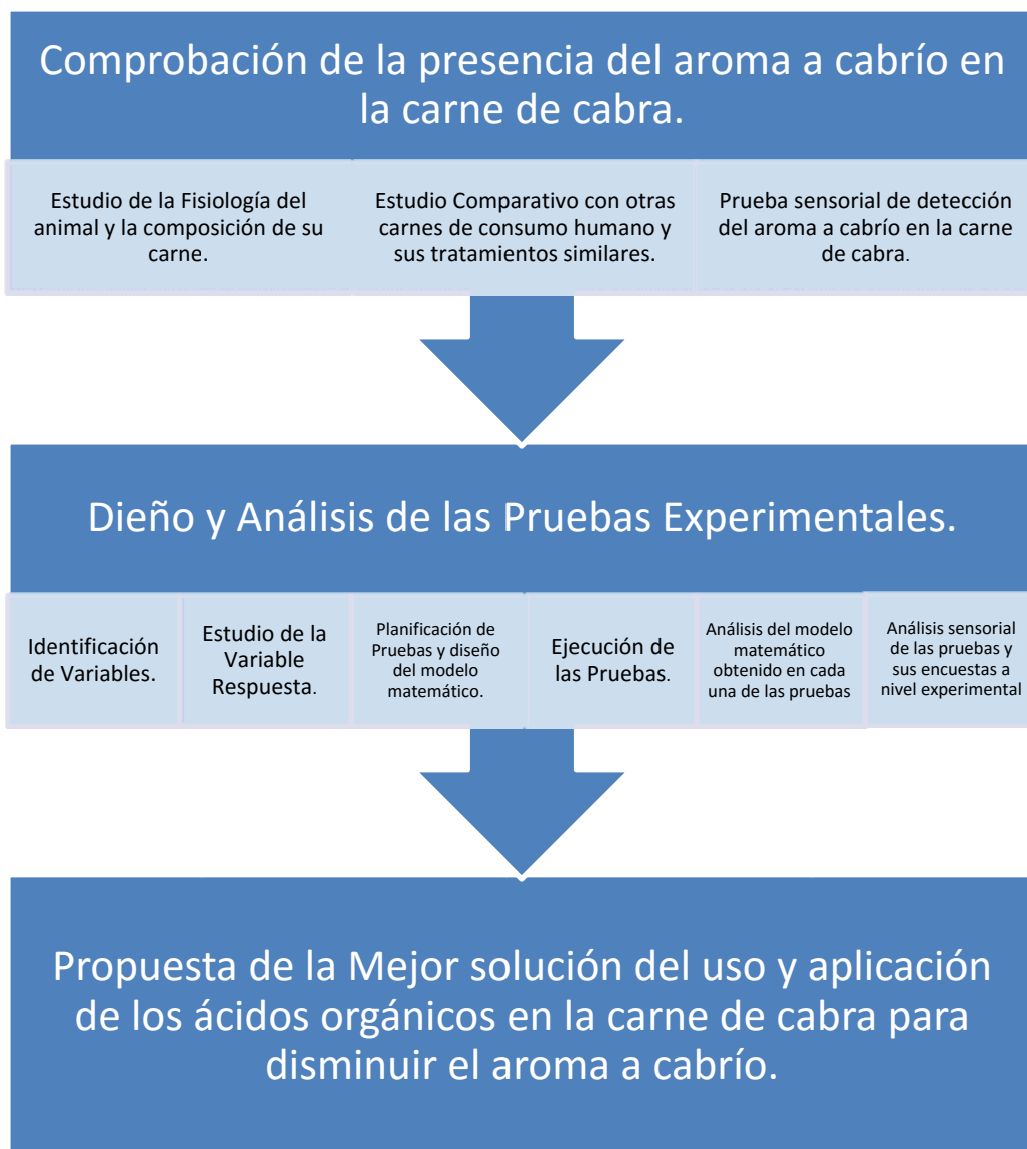 Comprobación de la presencia del aroma a cabrío en
la carne de cabra.
Estudio de la Fisiología del
animal y la composición de su
carne.
Estudio Comparativo con otras
carnes de consumo humano y
sus tratamientos similares.
Prueba sensorial de detección
del aroma a cabrío en la carne
de cabra.
Dieño y Análisis de las Pruebas Experimentales.
Identificación
de Variables.
Estudio de la
Variable
Respuesta.
Planificación de
Pruebas y diseño
del modelo
matemático.
Ejecución de
las Pruebas.
Análisis del modelo
matemático
obtenido en cada
una de las pruebas
Análisis sensorial
de las pruebas y
sus encuestas a
nivel experimental
Propuesta de la Mejor solución del uso y aplicación
de los ácidos orgánicos en la carne de cabra para
disminuir el aroma a cabrío.